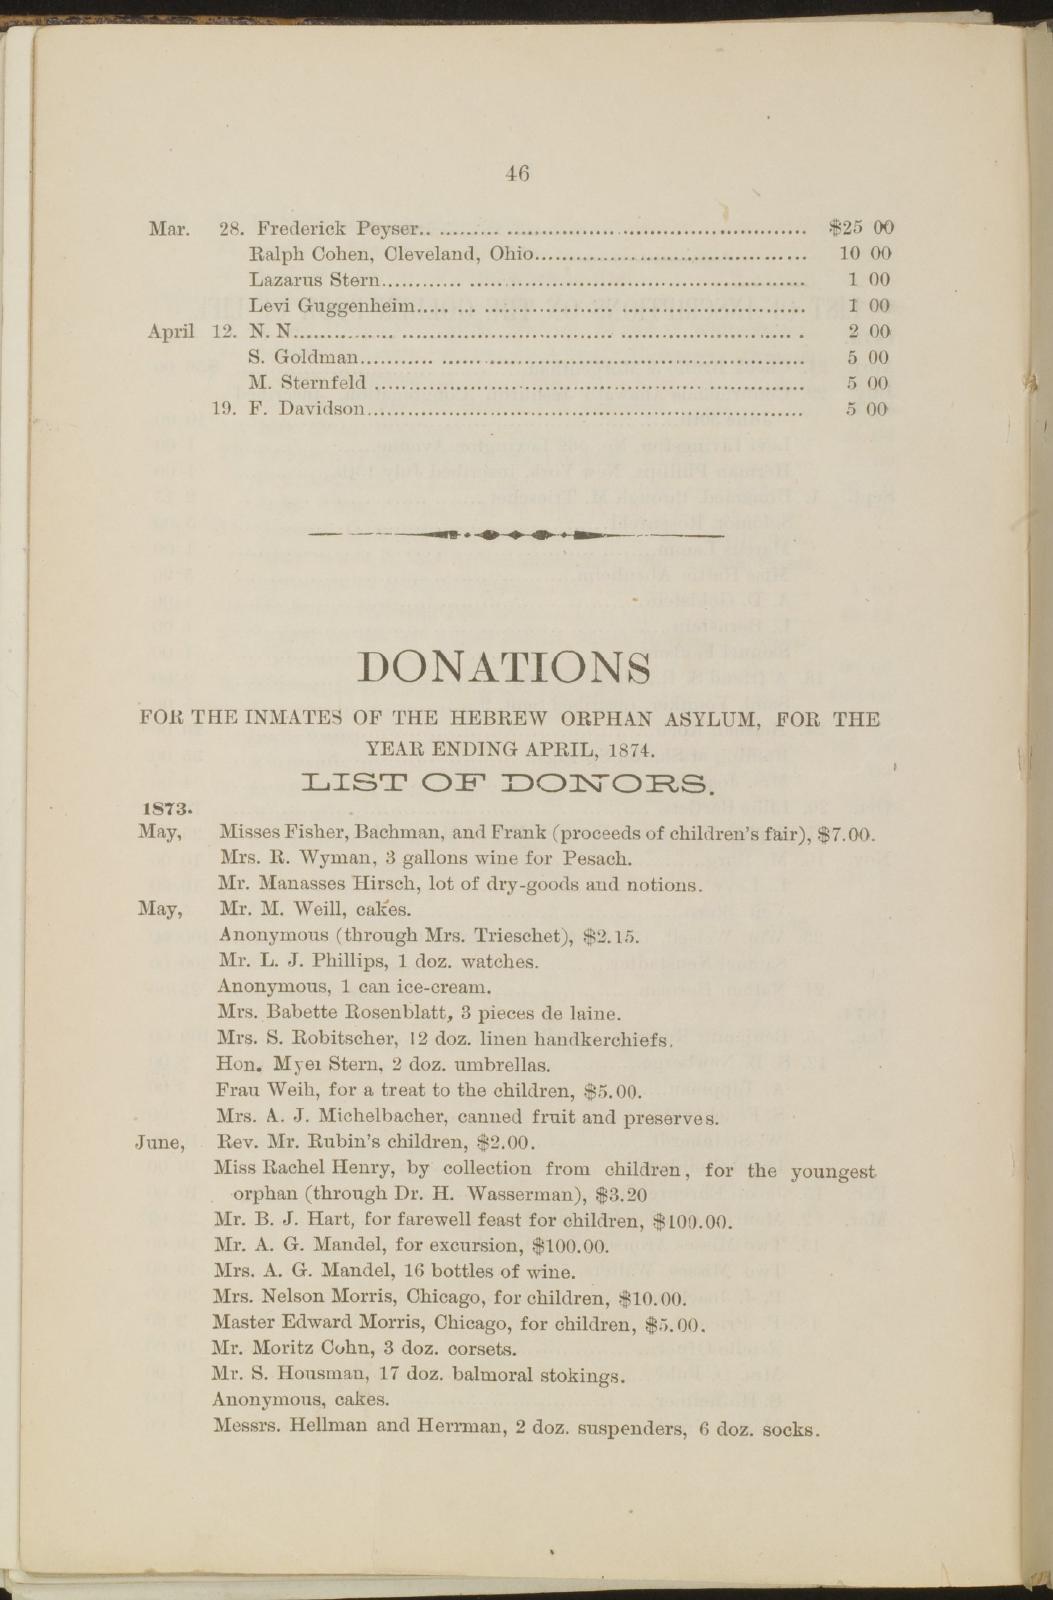 46
Mar. 28. Frederick Peyser.. ......... ............................................. $25 00
Ralph Cohen, Cleveland, Ohio........................................ 10 00
Lazarus Stern............ .................................................. 1 00
Levi Guggenheim..... ... ................... ............................ 1 00
April 12. N. N............... ................................ .......................... . 2 00
S. Goldman........... ...................................................... 5 00
M. Sternfeld ................................................. .............. 5 00
19. F. Davidson.................................................................. 5 00
DONATIONS
FOR THE INMATES OF THE HEBREW ORPHAN ASYLUM, FOR THE
YEAR ENDING APRIL, 1874.
LIST OF DONORS.
1873.
May, Misses Fisher, Bachman, and Frank (proceeds of children's fair), $7.00.
Mrs. R. Wyman, 3 gallons wine for Pesach.
Mr. Manasses Hirsch, lot of dry-goods and notions.
May, Mr. M. Weill, cakes.
Anonymous (through Mrs. Trieschet), $2.15.
Mr. L. J. Phillips, 1 doz. watches.
Anonymous, 1 can ice-cream.
Mrs. Babette Rosenblatt, 3 pieces de laine.
Mrs. S. Robitscher, 12 doz. linen handkerchiefs.
Hon. Myer Stern, 2 doz. umbrellas.
Frau Weih, for a treat to the children, $5.00.
Mrs. A. J. Michelbacher, canned fruit and preserves.
June, Rev. Mr. Rubin's children, $2.00.
Miss Rachel Henry, by collection from children, for the youngest
orphan (through Dr. H. Wasserman), $3.20
Mr. B. J. Hart, for farewell feast for children, $100.00.
Mr. A. G. Mandel, for excursion, $100.00.
Mrs. A. G. Mandel, 16 bottles of wine.
Mrs. Nelson Morris, Chicago, for children, $10.00.
Master Edward Morris, Chicago, for children, $5.00.
Mr. Moritz Cohn, 3 doz. corsets.
Mr. S. Housman, 17 doz. balmoral stokings.
Anonymous, cakes.
Messrs. Hellman and Herrman, 2 doz. suspenders, 6 doz. socks.